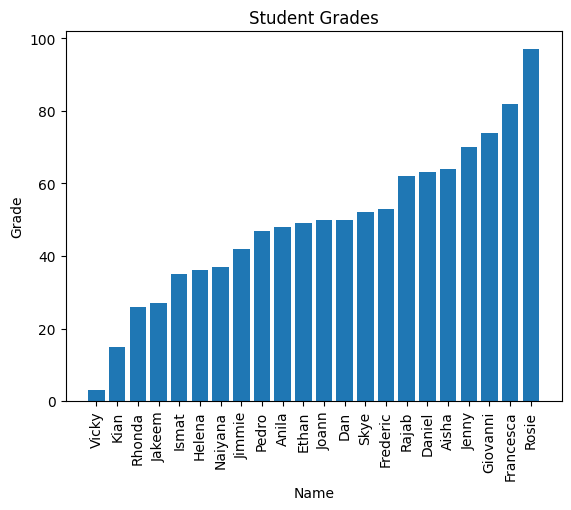 Student Grades
100
80
60
40
20
0
Grade
Vicky
Kian
Rhonda
Jakeem
Ismat
Helena
Naiyana
Jimmie
Pedro
Anila
Ethan
Joann
Dan
Skye
Frederic
Rajab
Daniel
Aisha
Jenny
Giovanni
Francesca
Rosie
Name